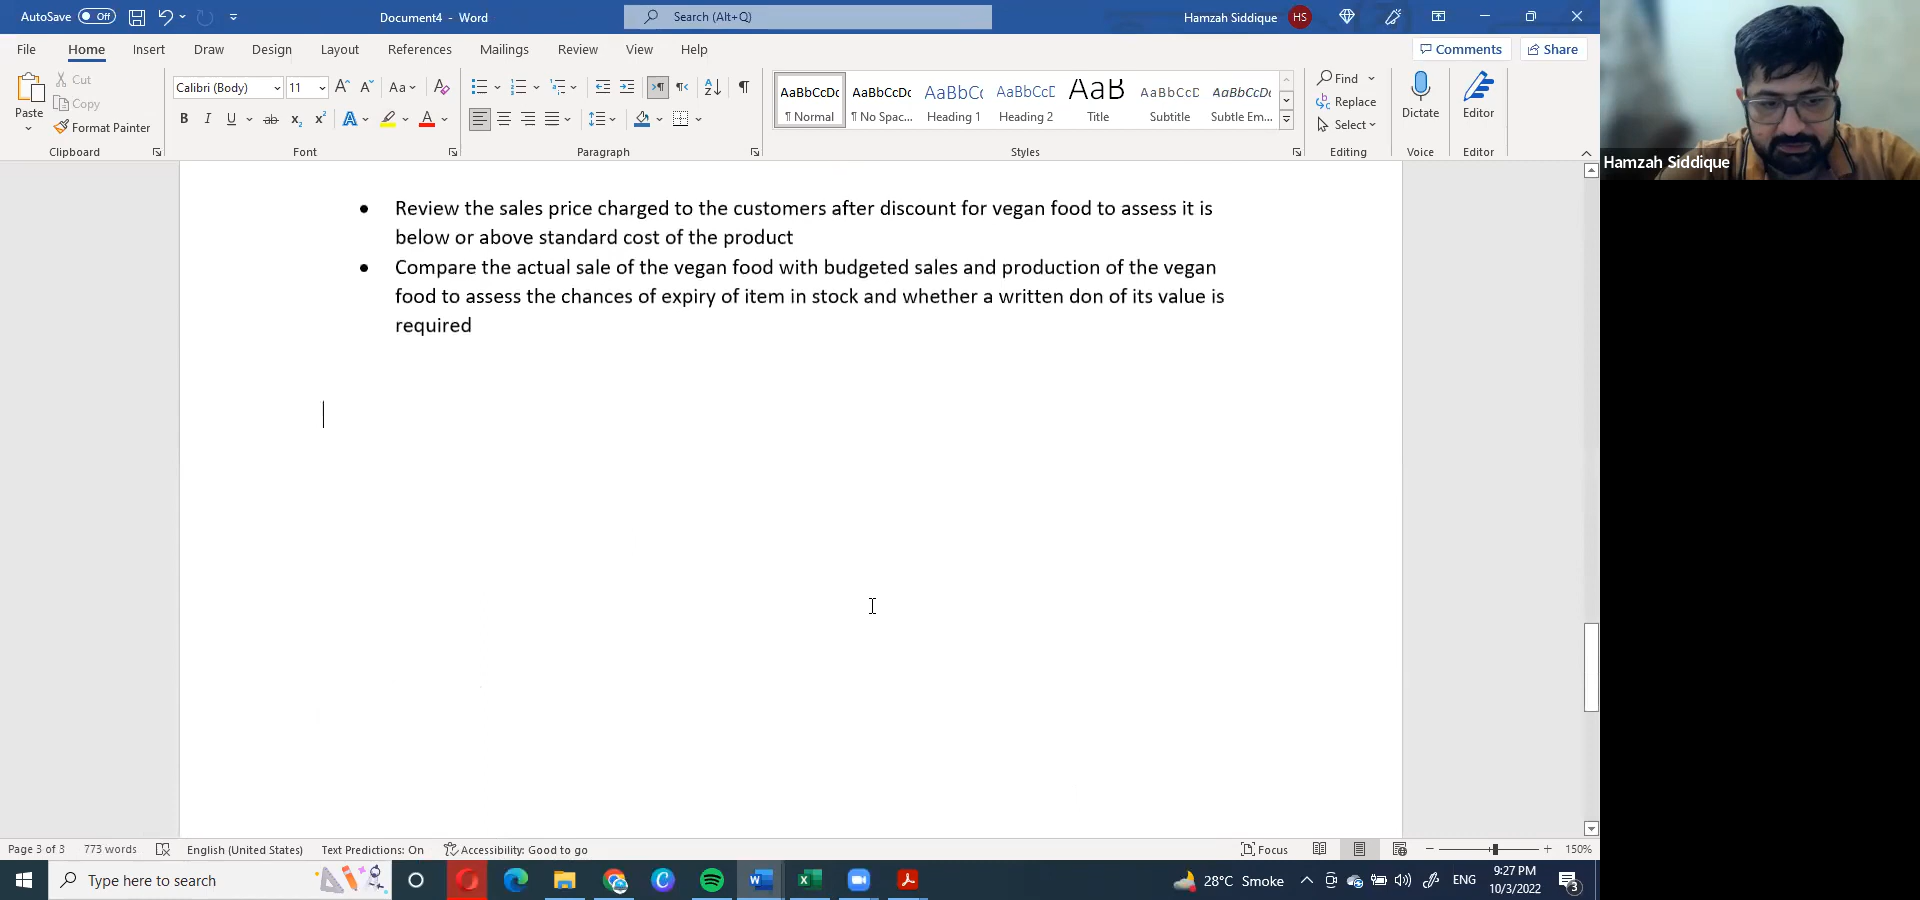 AutoSave Off Document4 - Word Search (Alt+Q) Hamzah Siddique HS
File Home Insert Draw Design Layout References Mailings Review View Help Comments Share
Paste Cut Copy Format Painter
Calibri (Body) 11 Aa
B I U ab x₂ x² A A
AaBbCcDc AaBbCcDc AaBbCc AaBbCcD AaB AaBbCcD AaBbCcDc
¶ Normal ¶ No Spac... Heading 1 Heading 2 Title Subtitle Subtle Em...
Find Replace Select Dictate Editor
Clipboard Font Paragraph Styles Editing Voice Editor
Hamzah Siddique
• Review the sales price charged to the customers after discount for vegan food to assess it is
below or above standard cost of the product
• Compare the actual sale of the vegan food with budgeted sales and production of the vegan
food to assess the chances of expiry of item in stock and whether a written don of its value is
required
Page 3 of 3 773 words English (United States) Text Predictions: On Accessibility: Good to go Focus 150%
Type here to search 28°C Smoke ENG 9:27 PM
10/3/2022 3